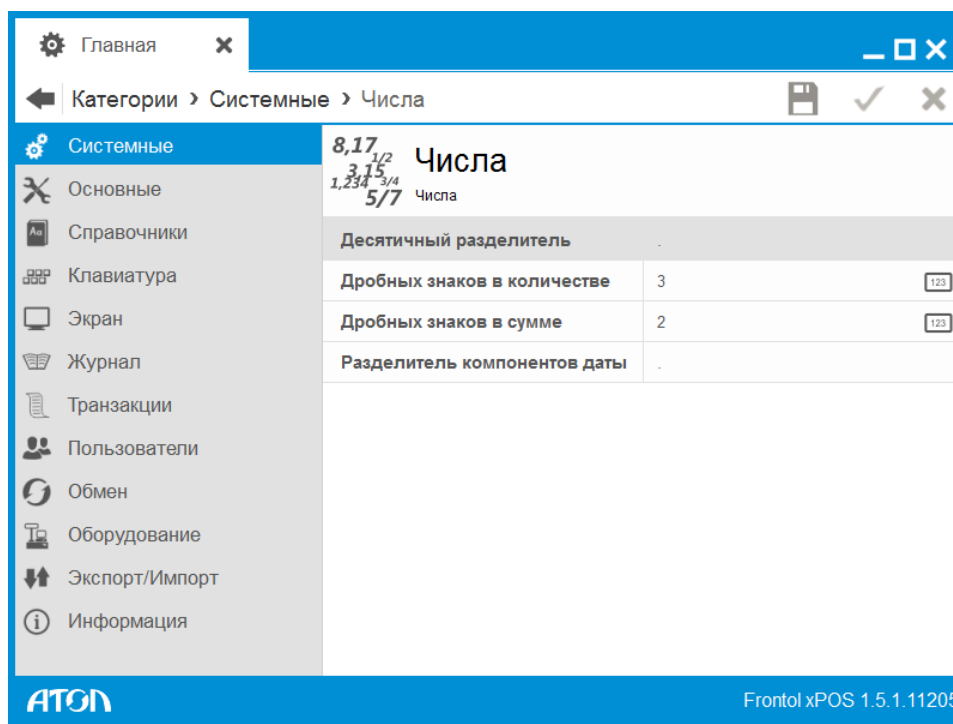 Главная
Категории › Системные › Числа
Системные
Основные
Справочники
Клавиатура
Экран
Журнал
Транзакции
Пользователи
Обмен
Оборудование
Экспорт/Импорт
Информация
8,17
1/2
3,15
1,234
3/4
5/7
Числа
Числа
Десятичный разделитель .
Дробных знаков в количестве 3 123
Дробных знаков в сумме 2 123
Разделитель компонентов даты .
Aa
i
ATOL
Frontol xPOS 1.5.1.11205